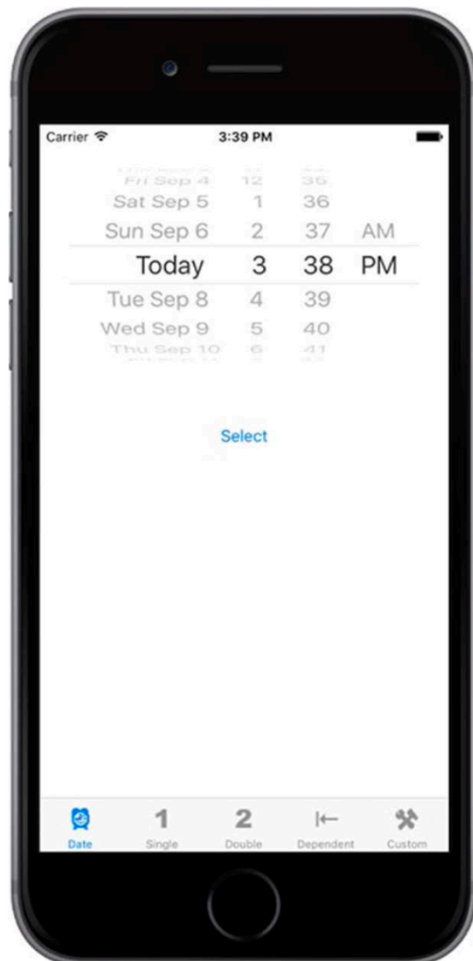 Carrier 3:39 PM
Fri Sep 4 12 35
Sat Sep 5 1 36
Sun Sep 6 2 37 AM
Today 3 38 PM
Tue Sep 8 4 39
Wed Sep 9 5 40
Thu Sep 10 6 41
Select
1 2
Date Single Double Dependent Custom